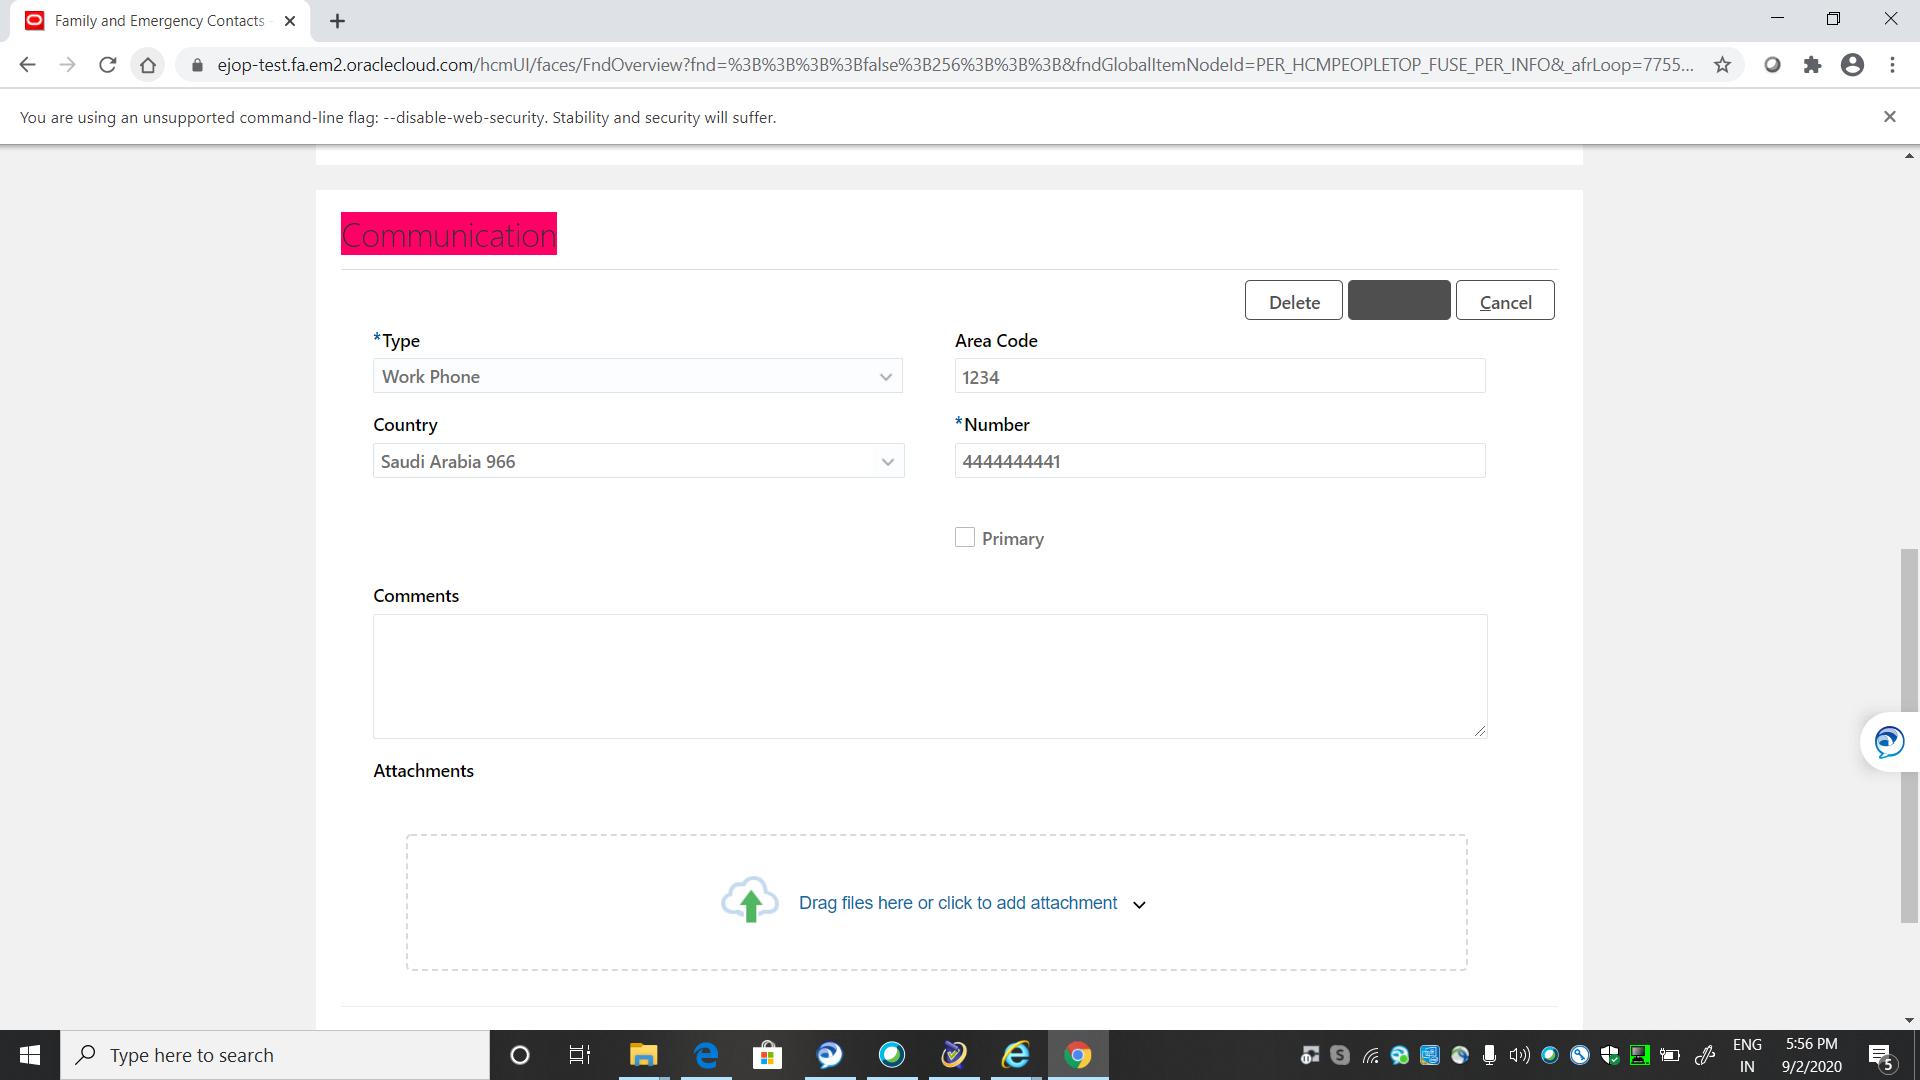 Family and Emergency Contacts -
ejop-test.fa.em2.oraclecloud.com/hcmUI/faces/FndOverview?fnd=%3B%3B%3B%3Bfalse%3B256%3B%3B%3B&fndGlobalItemNodeId=PER_HCMPEOPLETOP_FUSE_PER_INFO&_afrLoop=7755...
You are using an unsupported command-line flag: --disable-web-security. Stability and security will suffer.
Communication
Delete
Cancel
*Type
Area Code
Work Phone
1234
Country
*Number
Saudi Arabia 966
4444444441
Primary
Comments
Attachments
Drag files here or click to add attachment
Type here to search
ENG
IN
5:56 PM
9/2/2020
5